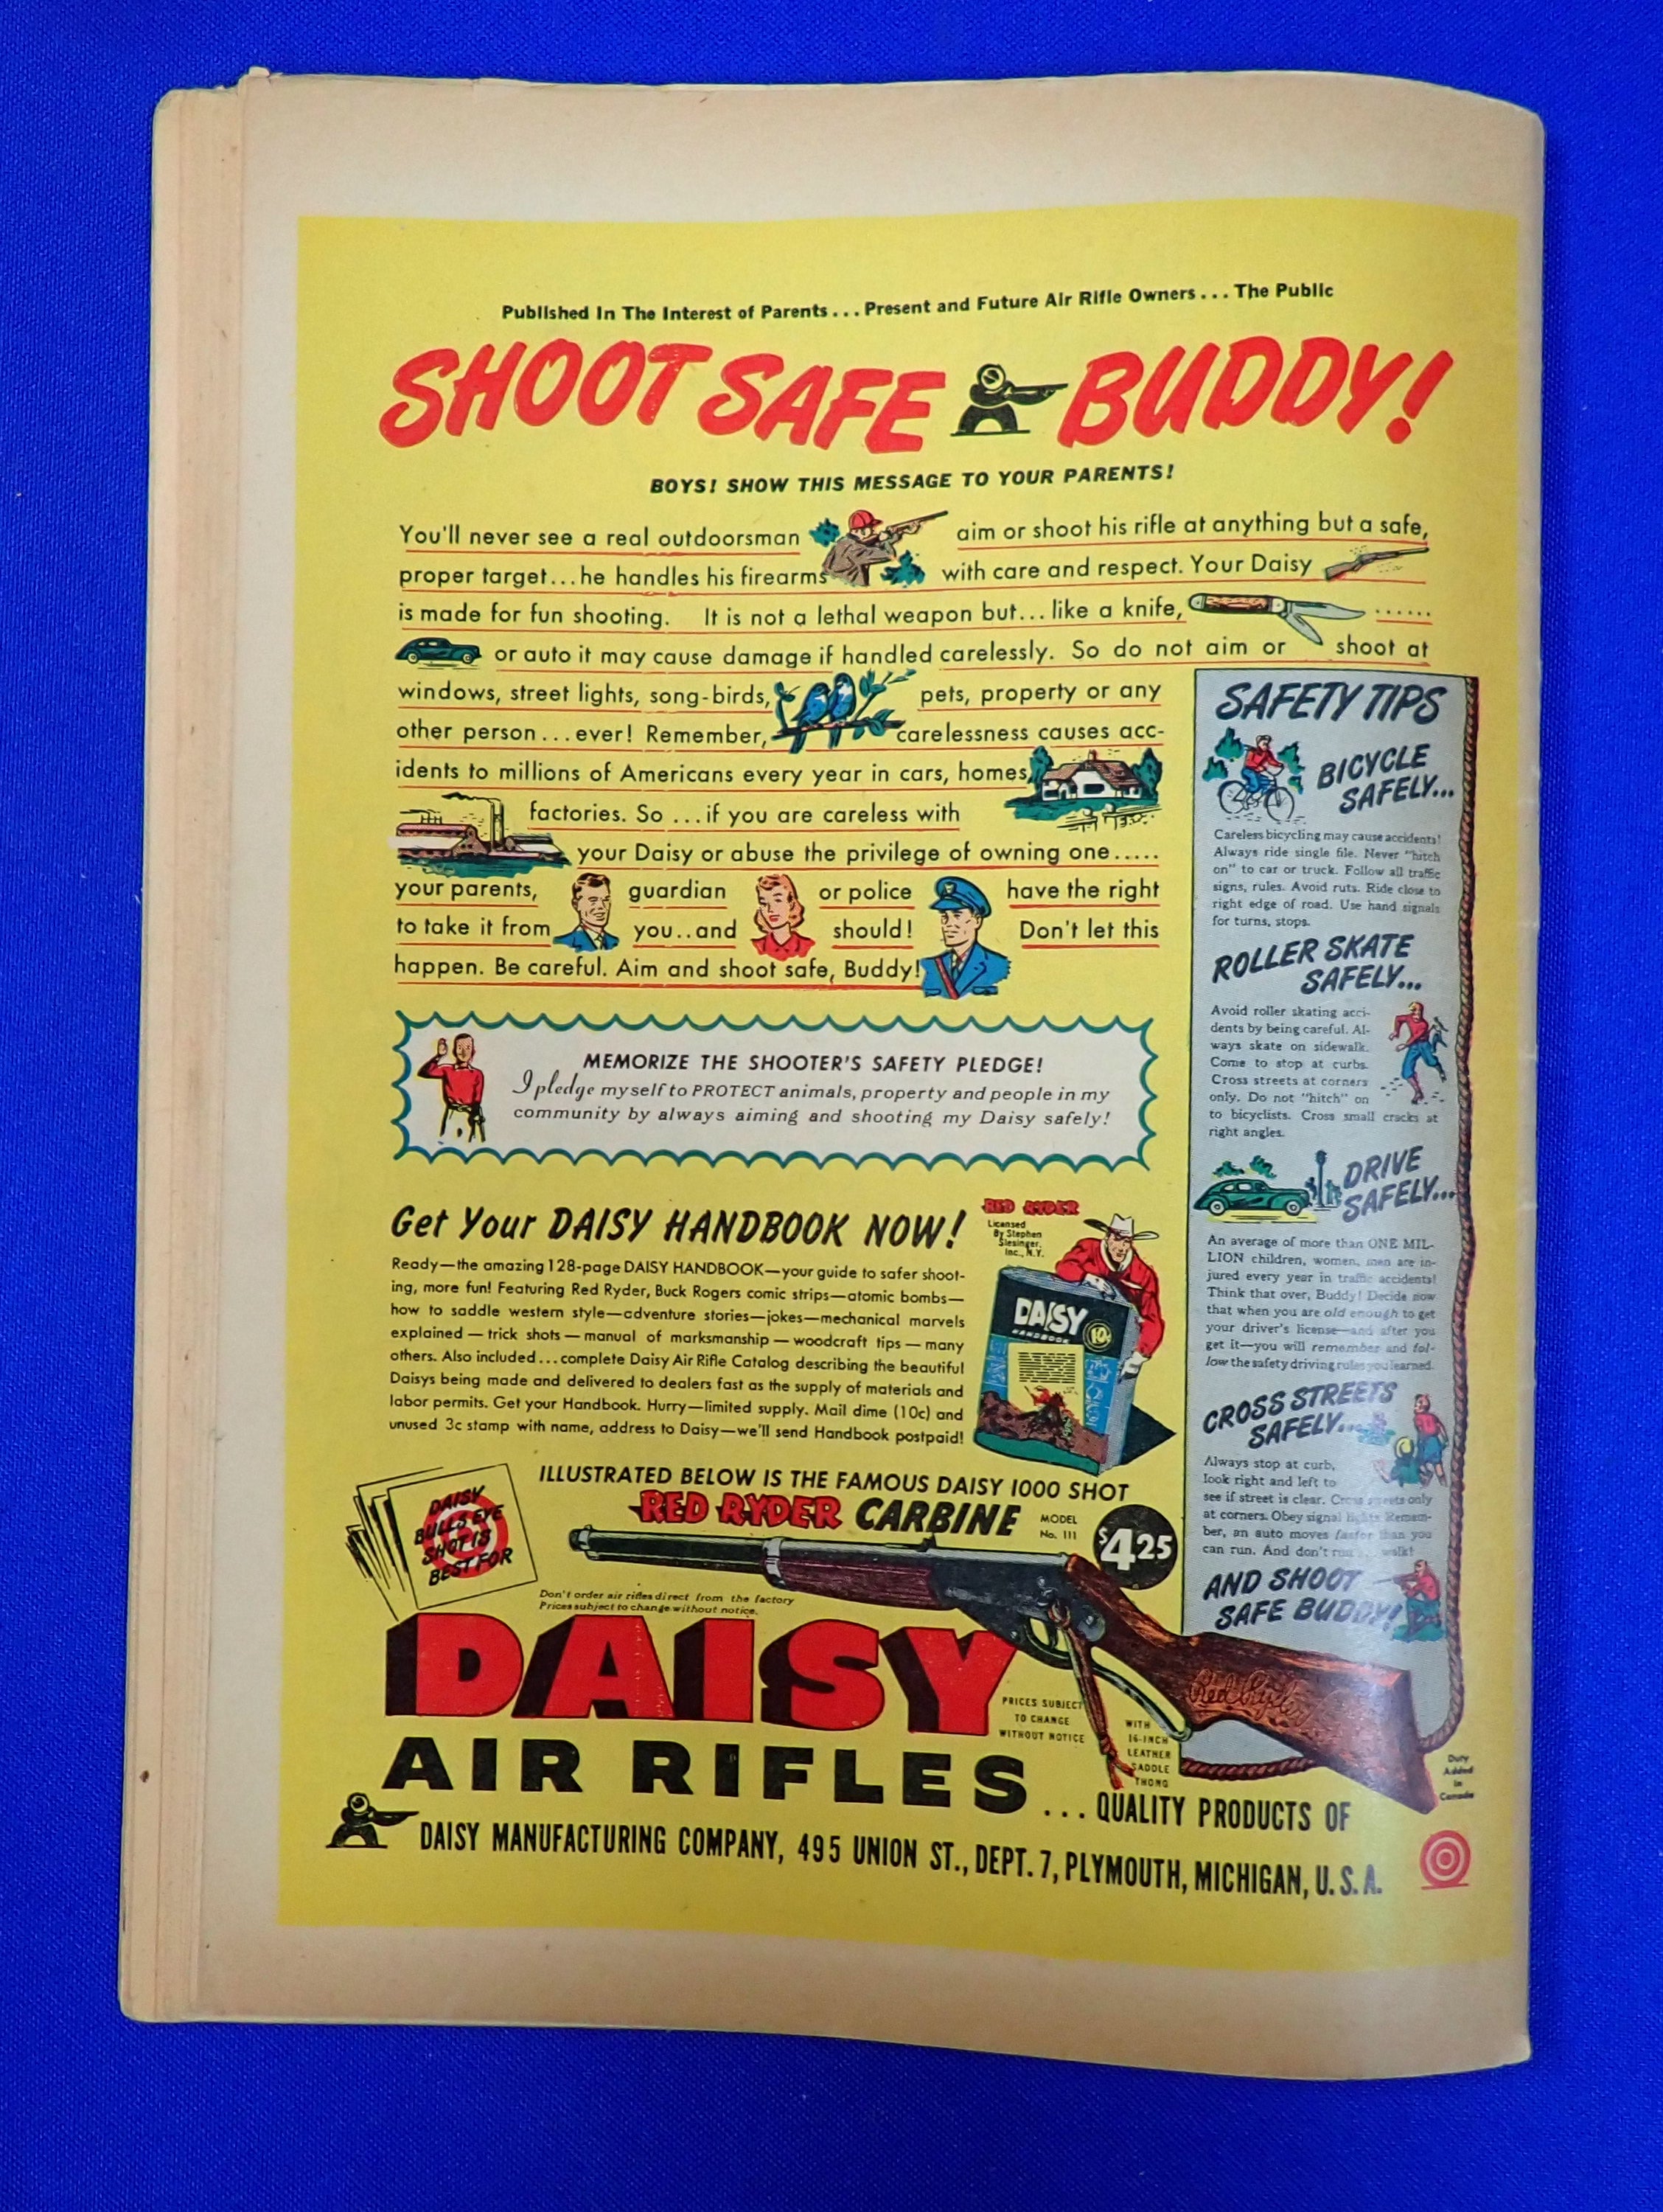 Published In The Interest of Parents... Present and Future Air Rifle Owners... The Public
SHOOT SAFE BUDDY!
BOYS! SHOW THIS MESSAGE TO YOUR PARENTS!
You'll never see a real outdoorsman aim or shoot his rifle at anything but a safe,
proper target...he handles his firearms with care and respect. Your Daisy
is made for fun shooting. It is not a lethal weapon but...like a knife, ......
or auto it may cause damage if handled carelessly. So do not aim or shoot at
windows, street lights, song-birds, pets, property or any
other person...ever! Remember, carelessness causes acc-
idents to millions of Americans every year in cars, homes,
factories. So ...if you are careless with
your Daisy or abuse the privilege of owning one.....
your parents, guardian or police have the right
to take it from you..and should! Don't let this
happen. Be careful. Aim and shoot safe, Buddy!
MEMORIZE THE SHOOTER'S SAFETY PLEDGE!
I pledge myself to PROTECT animals, property and people in my
community by always aiming and shooting my Daisy safely!
Get Your DAISY HANDBOOK NOW!
Ready—the amazing 128-page DAISY HANDBOOK—your guide to safer shoot-
ing, more fun! Featuring Red Ryder, Buck Rogers comic strips—atomic bombs—
how to saddle western style—adventure stories—jokes—mechanical marvels
explained — trick shots — manual of marksmanship — woodcraft tips — many
others. Also included...complete Daisy Air Rifle Catalog describing the beautiful
Daisys being made and delivered to dealers fast as the supply of materials and
labor permits. Get your Handbook. Hurry—limited supply. Mail dime (10c) and
unused 3c stamp with name, address to Daisy—we'll send Handbook postpaid!
RED RYDER
Licensed
By Stephen
Slesinger,
Inc., N.Y.
DAISY
HANDBOOK
10¢
SAFETY TIPS
BICYCLE
SAFELY...
Careless bicycling may cause accidents!
Always ride single file. Never "hitch
on" to car or truck. Follow all traffic
signs, rules. Avoid ruts. Ride close to
right edge of road. Use hand signals
for turns, stops.
ROLLER SKATE
SAFELY...
Avoid roller skating acci-
dents by being careful. Al-
ways skate on sidewalk.
Come to stop at curbs.
Cross streets at corners
only. Do not "hitch" on
to bicyclists. Cross small cracks at
right angles.
DRIVE
SAFELY...
An average of more than ONE MIL-
LION children, women, men are in-
jured every year in traffic accidents!
Think that over, Buddy! Decide now
that when you are old enough to get
your driver's license—and after you
get it—you will remember and fol-
low the safety driving rules you learned.
CROSS STREETS
SAFELY...
Always stop at curb,
look right and left to
see if street is clear. Cross streets only
at corners. Obey signal lights. Remem-
ber, an auto moves faster than you
can run. And don't walk!
AND SHOOT
SAFE BUDDY!
DAISY
BULL'S EYE
SHOT IS
BEST FOR
ILLUSTRATED BELOW IS THE FAMOUS DAISY 1000 SHOT
RED RYDER CARBINE
MODEL
No. 111
$4.25
Don't order air rifles direct from the factory
Prices subject to change without notice.
Red Ryder
DAISY
PRICES SUBJECT
TO CHANGE
WITHOUT NOTICE
WITH
16-INCH
LEATHER
SADDLE
THONG
Duty
Added
in
Canada
AIR RIFLES
...QUALITY PRODUCTS OF
DAISY MANUFACTURING COMPANY, 495 UNION ST., DEPT. 7, PLYMOUTH, MICHIGAN, U.S.A.